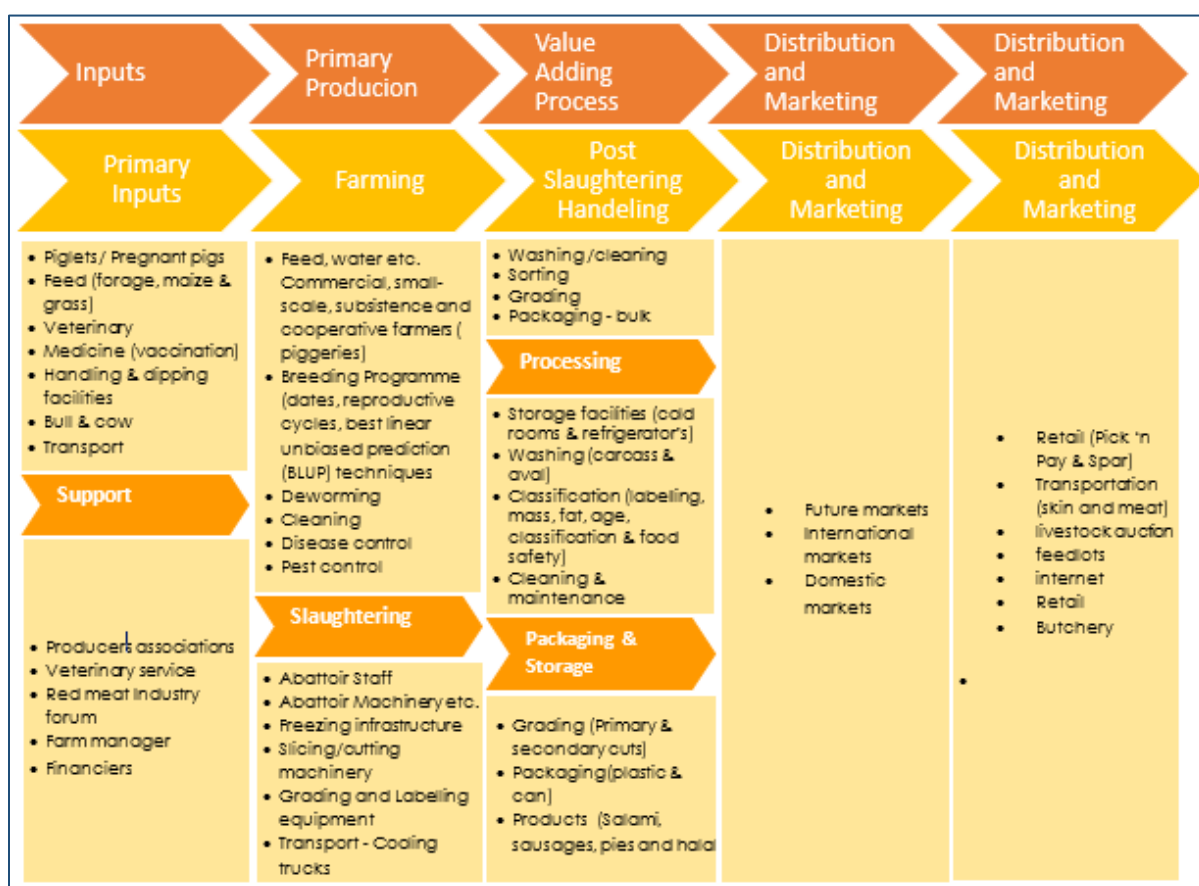 Inputs
Primary
Producion
Value
Adding
Process
Distribution
and
Marketing
Distribution
and
Marketing
Primary
Inputs
Farming
Post
Slaughtering
Handeling
Distribution
and
Marketing
Distribution
and
Marketing
• Piglets/ Pregnant pigs
• Feed (forage, maize &
grass)
• Veterinary
• Medicine (vaccination)
• Handling & dipping
facilities
• Bull & cow
• Transport
Support
• Producers associations
• Veterinary service
• Red meat Industry
forum
• Farm manager
• Financiers
• Feed, water etc.
Commercial, small-
scale, subsistence and
cooperative farmers (
piggeries)
• Breeding Programme
(dates, reproductive
cycles, best linear
unbiased prediction
(BLUP) techniques
• Deworming
• Cleaning
• Disease control
• Pest control
Slaughtering
• Abattoir Staff
• Abattoir Machinery etc.
• Freezing infrastructure
• Slicing/cutting
machinery
• Grading and Labeling
equipment
• Transport - Cooling
trucks
• Washing /cleaning
• Sorting
• Grading
• Packaging - bulk
Processing
• Storage facilities (cold
rooms & refrigerator's)
• Washing (carcass &
aval)
• Classification (labeling,
mass, fat, age,
classification & food
safety)
• Cleaning &
maintenance
Packaging &
Storage
• Grading (Primary &
secondary cuts)
• Packaging(plastic &
can)
• Products (Salami,
sausages, pies and halal
• Future markets
• International
markets
• Domestic
markets
• Retail (Pick 'n
Pay & Spar)
• Transportation
(skin and meat)
• livestock auction
• feedlots
• internet
• Retail
• Butchery
•